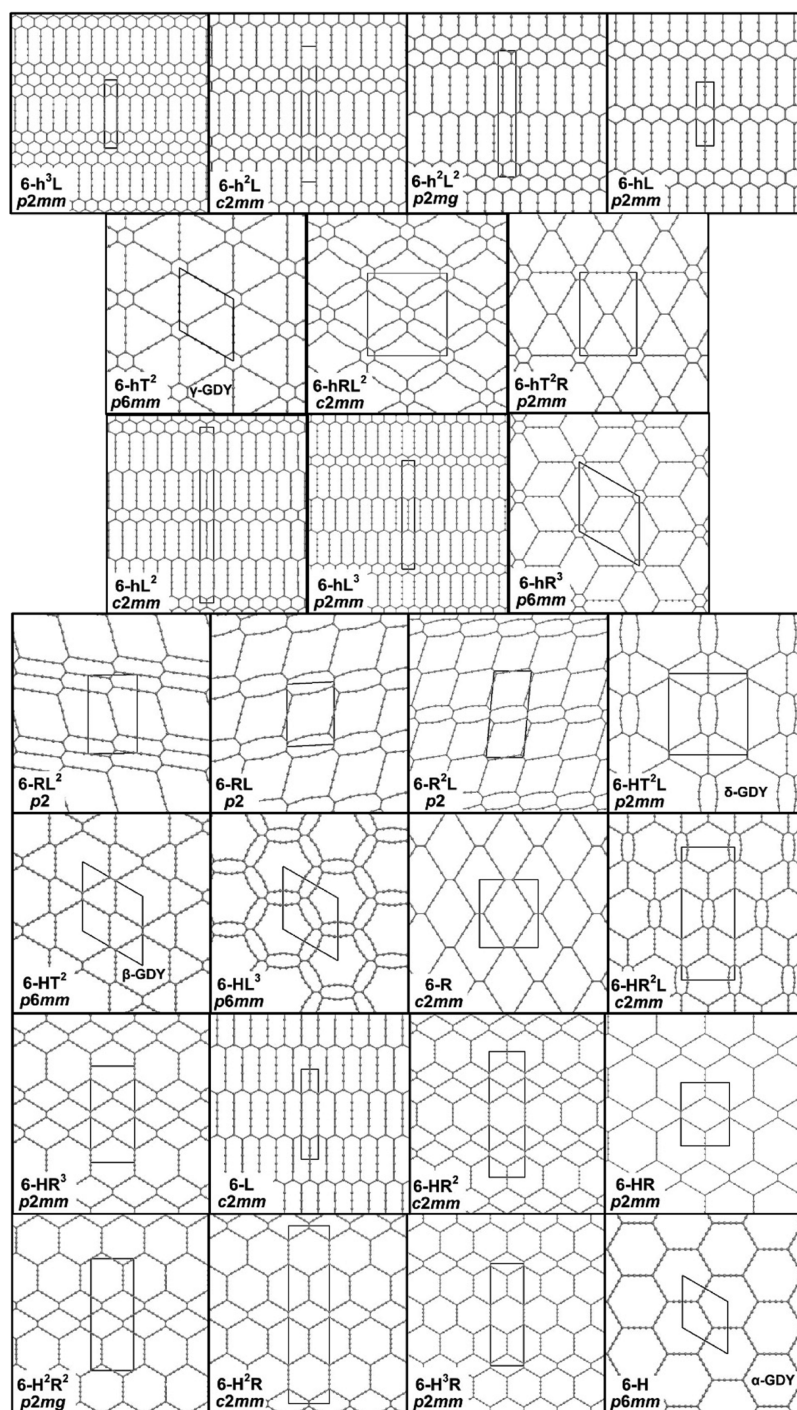 6-h³L
p2mm
6-h²L
c2mm
6-h²L²
p2mg
6-hL
p2mm
6-hT²
p6mm
γ-GDY
6-hRL²
c2mm
6-hT²R
p2mm
6-hL²
c2mm
6-hL³
p2mm
6-hR³
p6mm
6-RL²
p2
6-RL
p2
6-R²L
p2
6-HT²L
p2mm
δ-GDY
6-HT²
p6mm
β-GDY
6-HL³
p6mm
6-R
c2mm
6-HR²L
c2mm
6-HR³
p2mm
6-L
c2mm
6-HR²
c2mm
6-HR
p2mm
6-H²R²
p2mg
6-H²R
c2mm
6-H³R
p2mm
6-H
p6mm
α-GDY